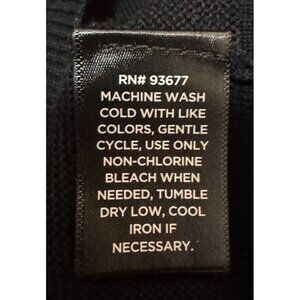 RN# 93677
MACHINE WASH
COLD WITH LIKE
COLORS, GENTLE
CYCLE, USE ONLY
NON-CHLORINE
BLEACH WHEN
NEEDED, TUMBLE
DRY LOW, COOL
IRON IF
NECESSARY.